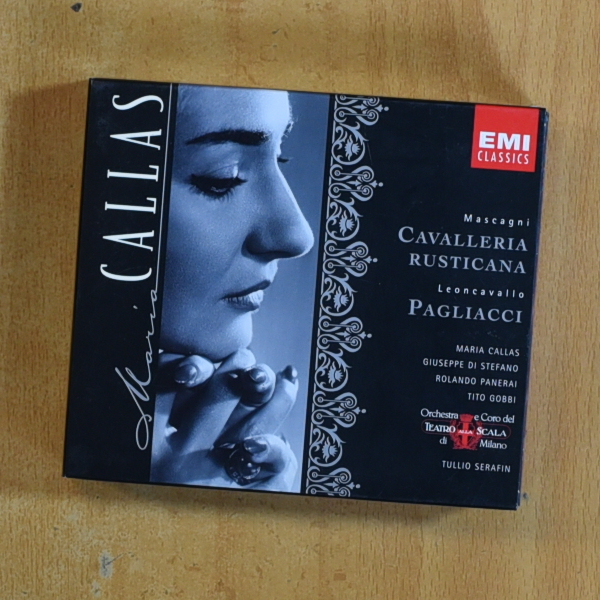 Maria CALLAS
EMI
CLASSICS
Mascagni
CAVALLERIA
RUSTICANA
Leoncavallo
PAGLIACCI
MARIA CALLAS
GIUSEPPE DI STEFANO
ROLANDO PANERAI
TITO GOBBI
Orchestra e Coro del
TEATRO ALLA SCALA
di Milano
TULLIO SERAFIN